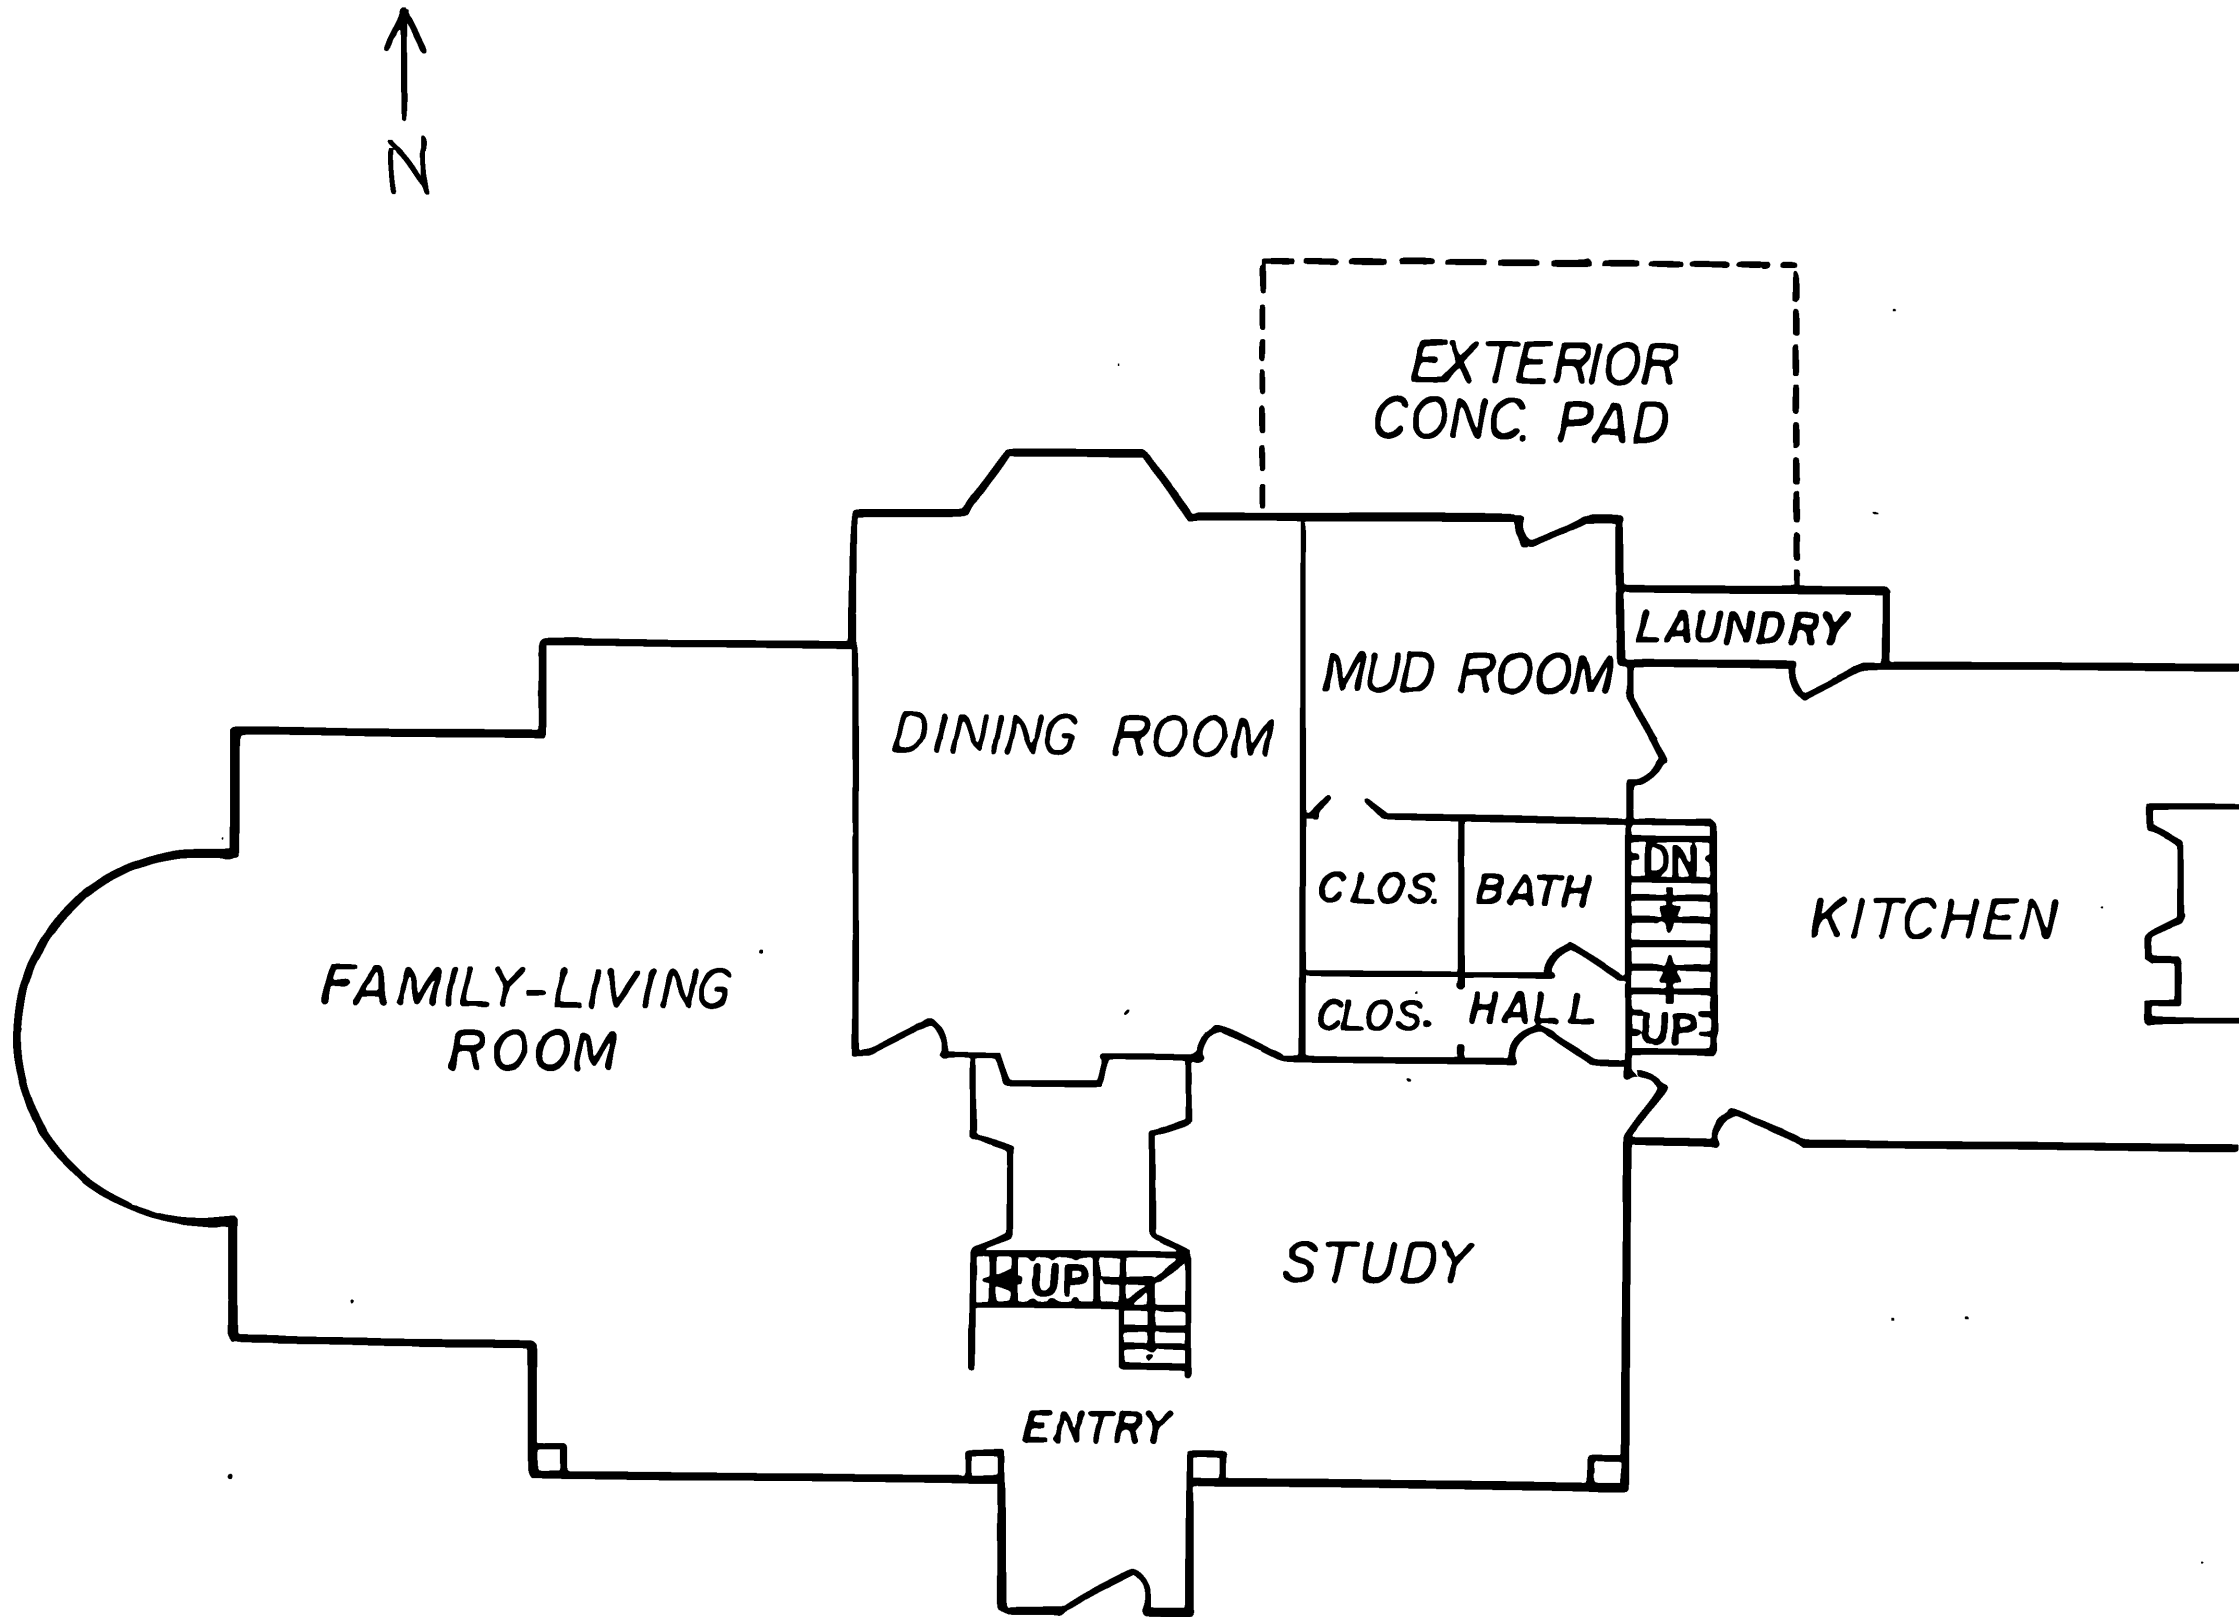 N
EXTERIOR
CONC. PAD
LAUNDRY
MUD ROOM
DINING ROOM
DN
CLOS.
BATH
KITCHEN
FAMILY-LIVING
ROOM
CLOS.
HALL
UP
STUDY
UP
ENTRY